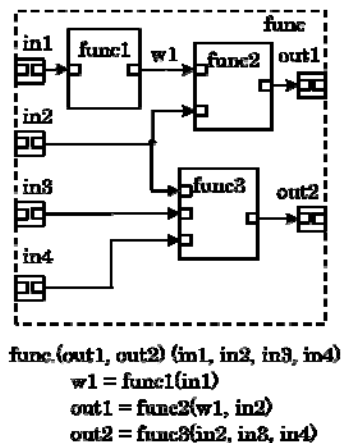 func
in1
func1
w1
func2
out1
in2
in3
func3
out2
in4
func.(out1, out2) (in1, in2, in3, in4)
w1 = func1(in1)
out1 = func2(w1, in2)
out2 = func3(in2, in3, in4)